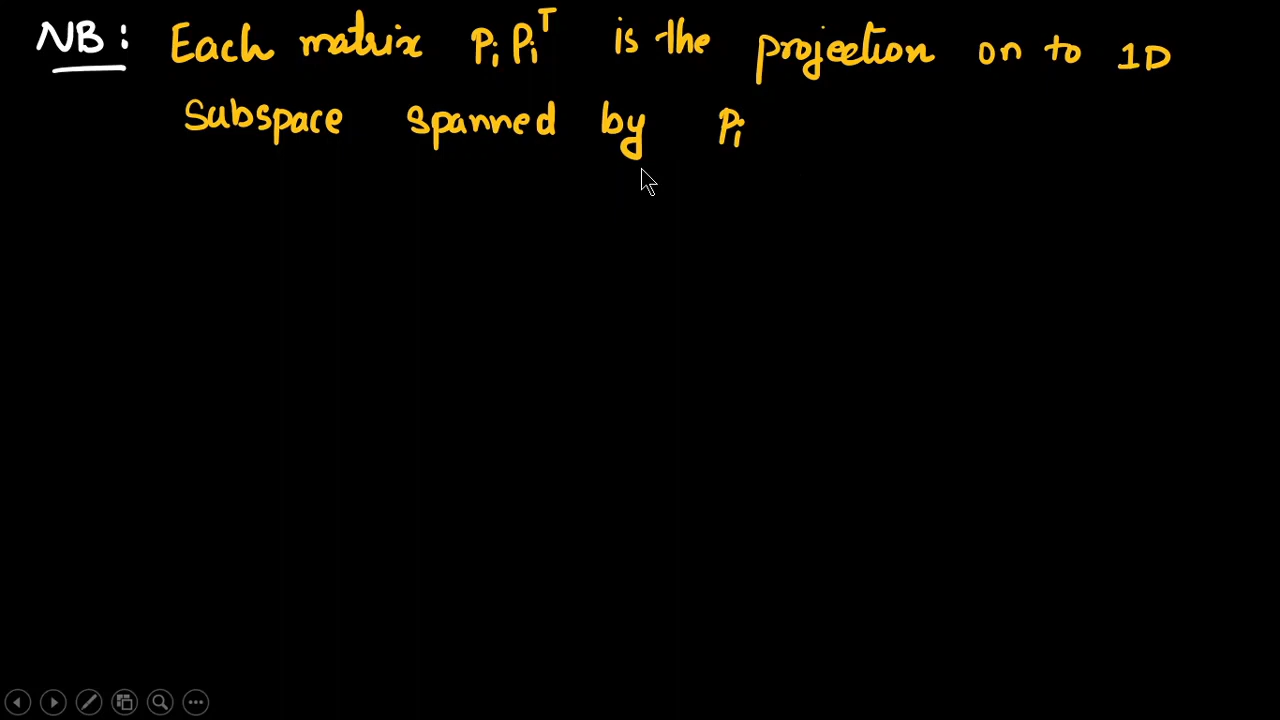 NB: Each matrix PᵢPᵢᵀ is the projection on to 1D
Subspace spanned by Pᵢ